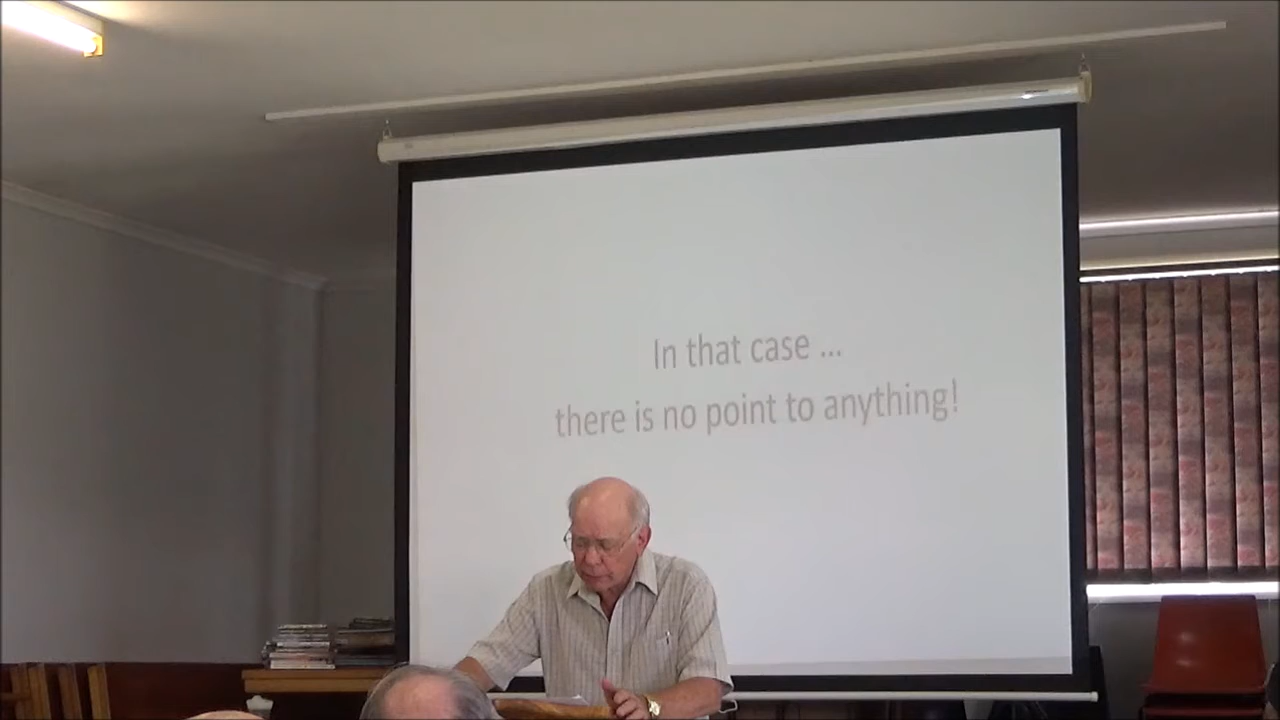 In that case ...
there is no point to anything!